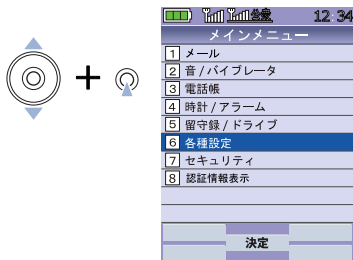 12:34
メインメニュー
1 メール
2 音/バイブレータ
3 電話帳
4 時計/アラーム
5 留守録/ドライブ
6 各種設定
7 セキュリティ
8 認証情報表示
決定